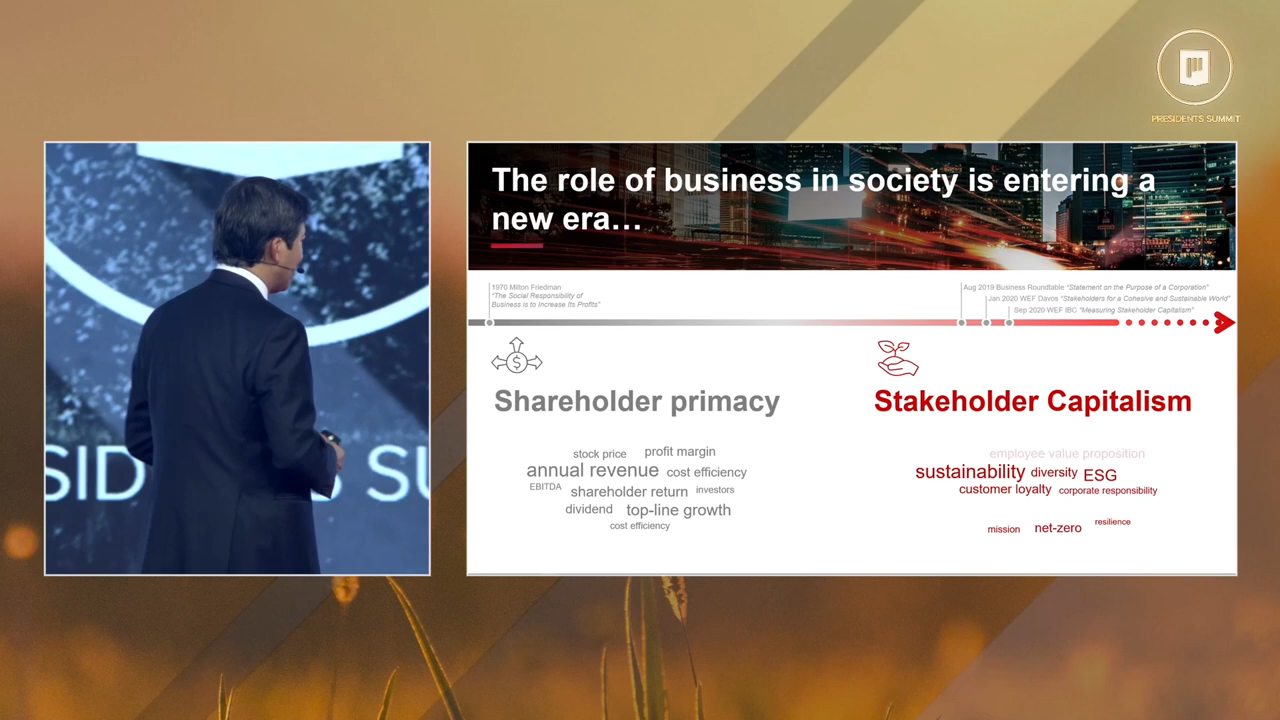 PRESIDENTS SUMMIT
SID S SU
The role of business in society is entering a
new era…
1970 Milton Friedman
"The Social Responsibility of
Business is to Increase Its Profits"
Aug 2019 Business Roundtable "Statement on the Purpose of a Corporation"
Jan 2020 WEF Davos "Stakeholders for a Cohesive and Sustainable World"
Sep 2020 WEF IBC "Measuring Stakeholder Capitalism"
$
Shareholder primacy
stock price profit margin
annual revenue cost efficiency
EBITDA shareholder return investors
dividend top-line growth
cost efficiency
Stakeholder Capitalism
employee value proposition
sustainability diversity ESG
customer loyalty corporate responsibility
mission net-zero resilience